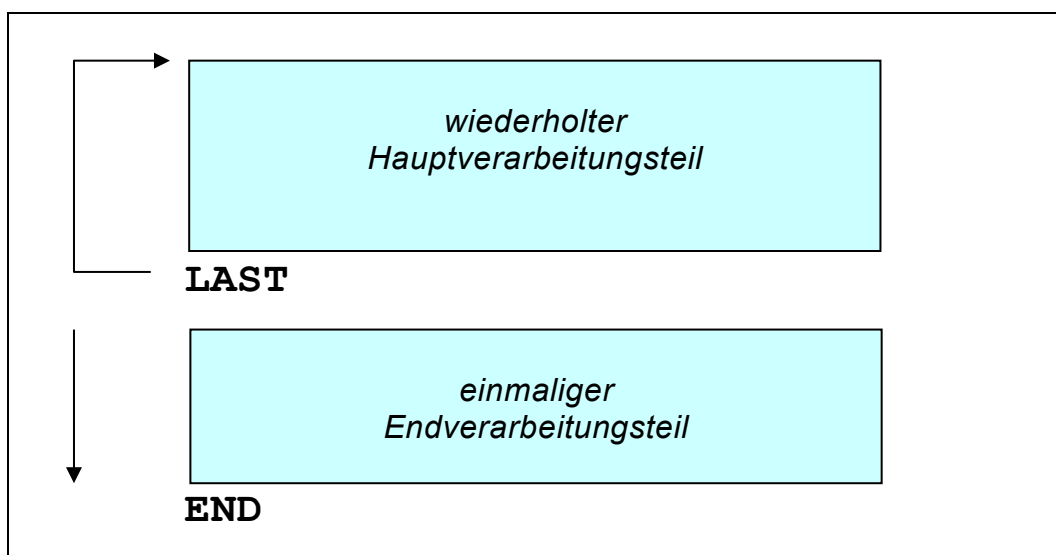 wiederholter
Hauptverarbeitungsteil
LAST
einmaliger
Endverarbeitungsteil
END